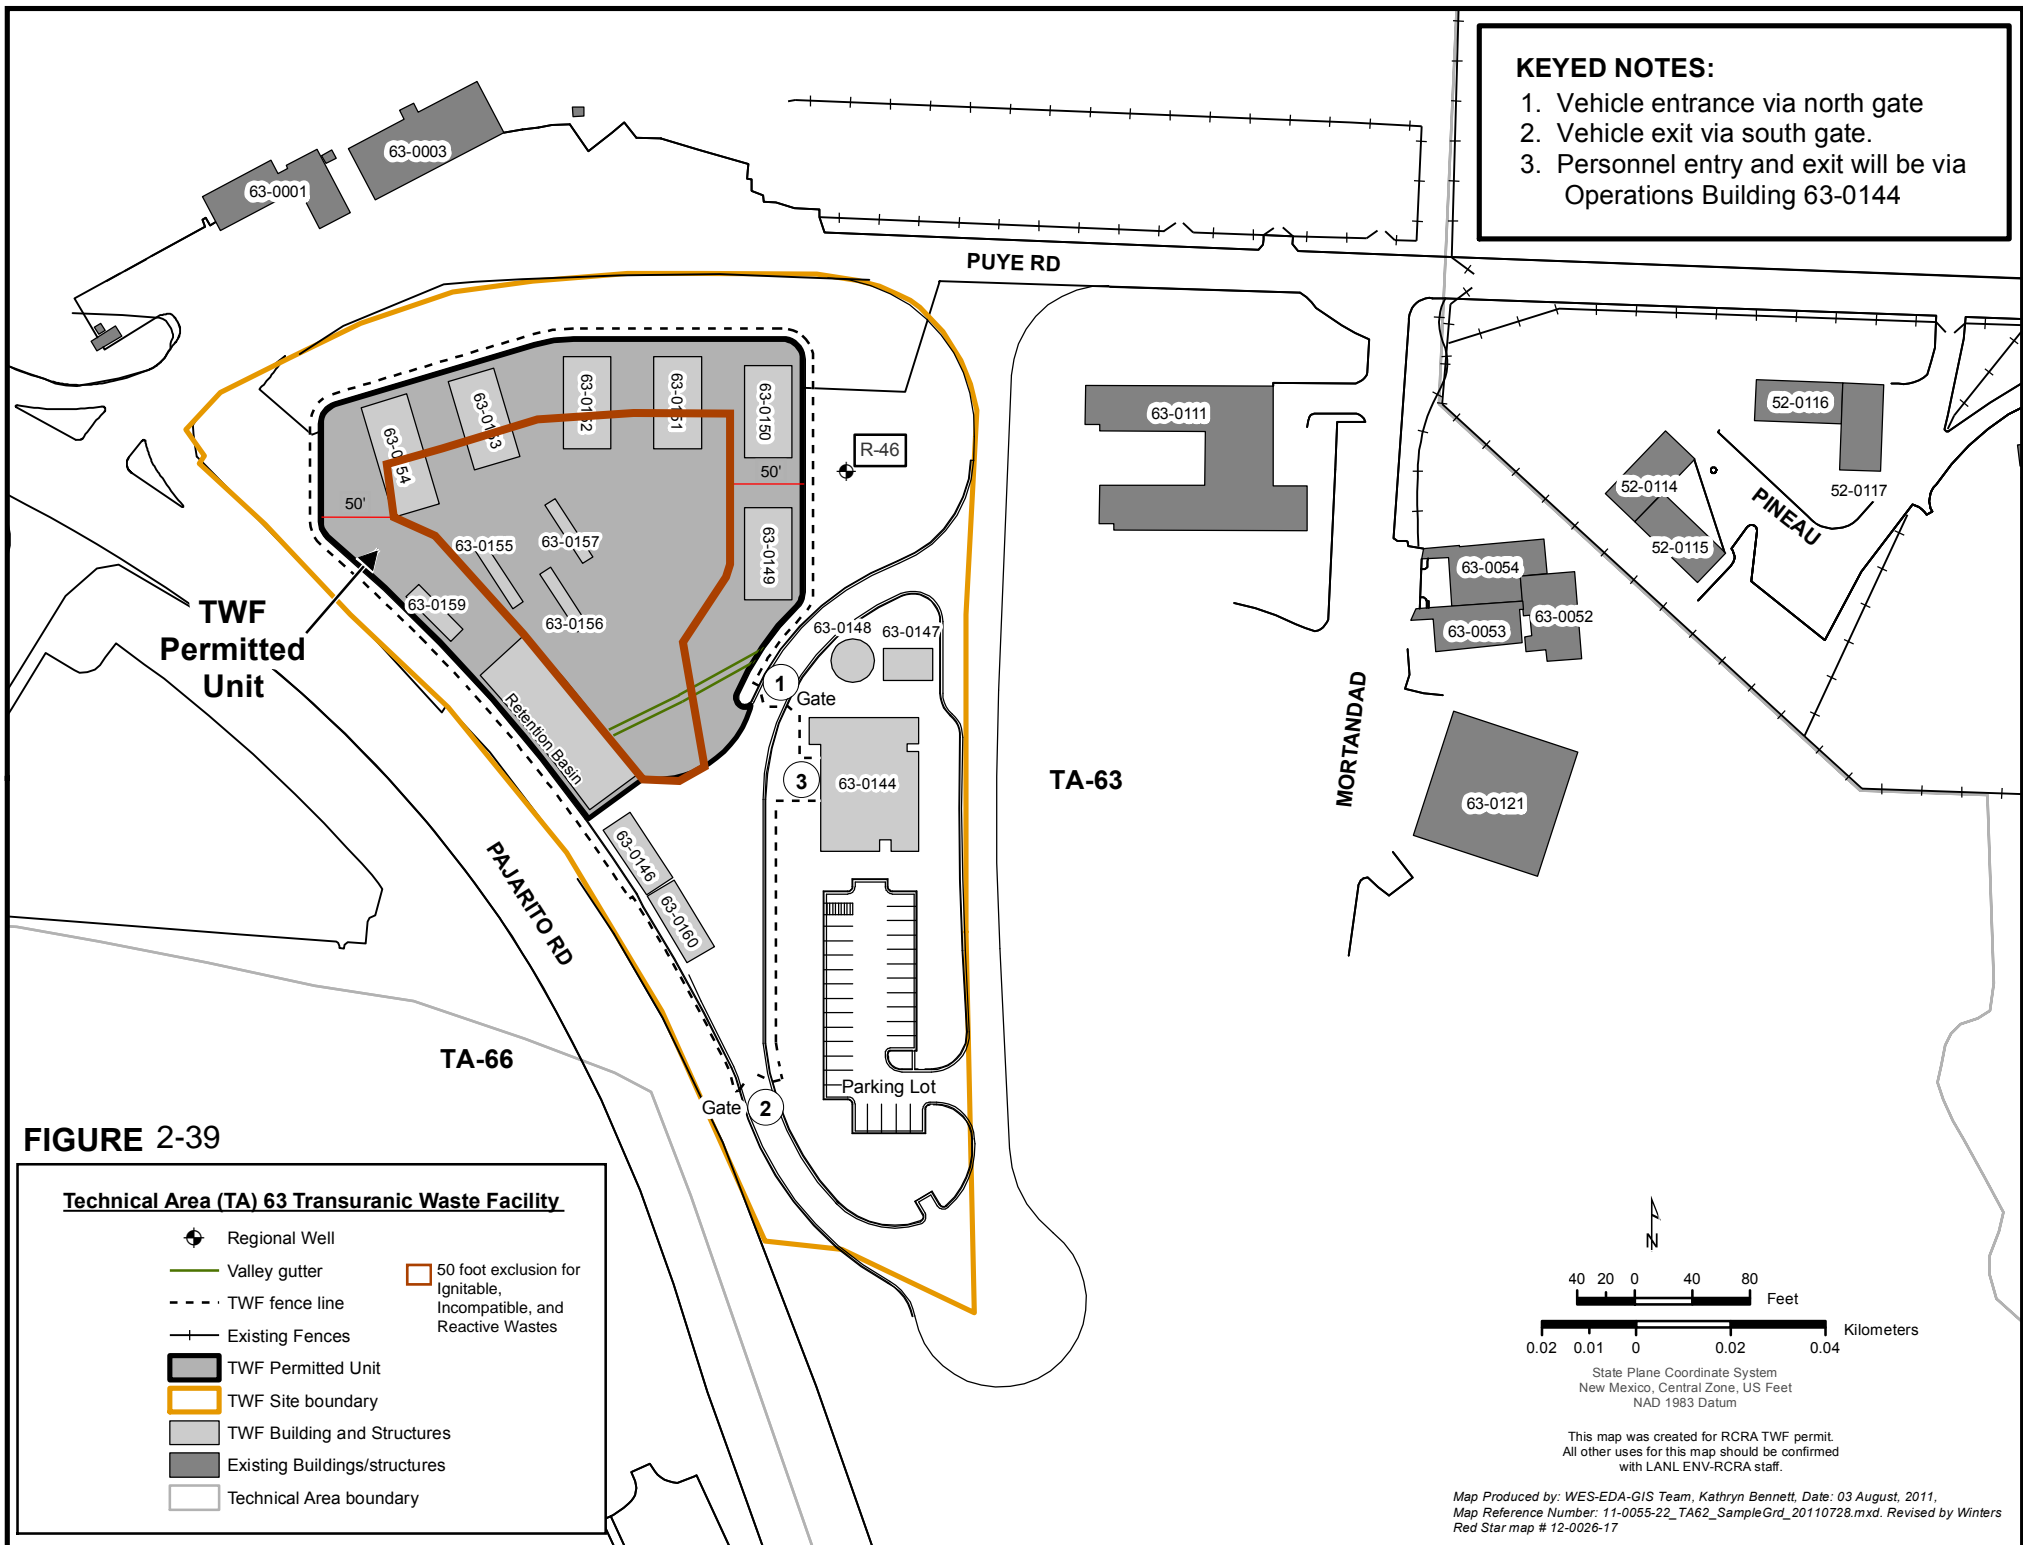 KEYED NOTES:
1. Vehicle entrance via north gate
2. Vehicle exit via south gate.
3. Personnel entry and exit will be via
Operations Building 63-0144
63-0003
63-0001
PUYE RD
63-0154
63-0153
63-0152
63-0151
63-0150
R-46
50'
50'
63-0149
63-0155
63-0157
63-0159
63-0156
TWF
Permitted
Unit
Retention Basin
63-0148
63-0147
1
Gate
3
63-0144
63-0146
63-0160
PAJARITO RD
TA-63
TA-66
Gate
2
Parking Lot
63-0111
52-0116
52-0117
52-0114
52-0115
PINEAU
63-0054
63-0052
63-0053
MORTANDAD
63-0121
FIGURE 2-39
Technical Area (TA) 63 Transuranic Waste Facility
Regional Well
Valley gutter
TWF fence line
Existing Fences
TWF Permitted Unit
TWF Site boundary
TWF Building and Structures
Existing Buildings/structures
Technical Area boundary
50 foot exclusion for
Ignitable,
Incompatible, and
Reactive Wastes
N
40 20 0 40 80
Feet
Kilometers
0.02 0.01 0 0.02 0.04
State Plane Coordinate System
New Mexico, Central Zone, US Feet
NAD 1983 Datum
This map was created for RCRA TWF permit.
All other uses for this map should be confirmed
with LANL ENV-RCRA staff.
Map Produced by: WES-EDA-GIS Team, Kathryn Bennett, Date: 03 August, 2011,
Map Reference Number: 11-0055-22_TA62_SampleGrd_20110728.mxd. Revised by Winters
Red Star map # 12-0026-17